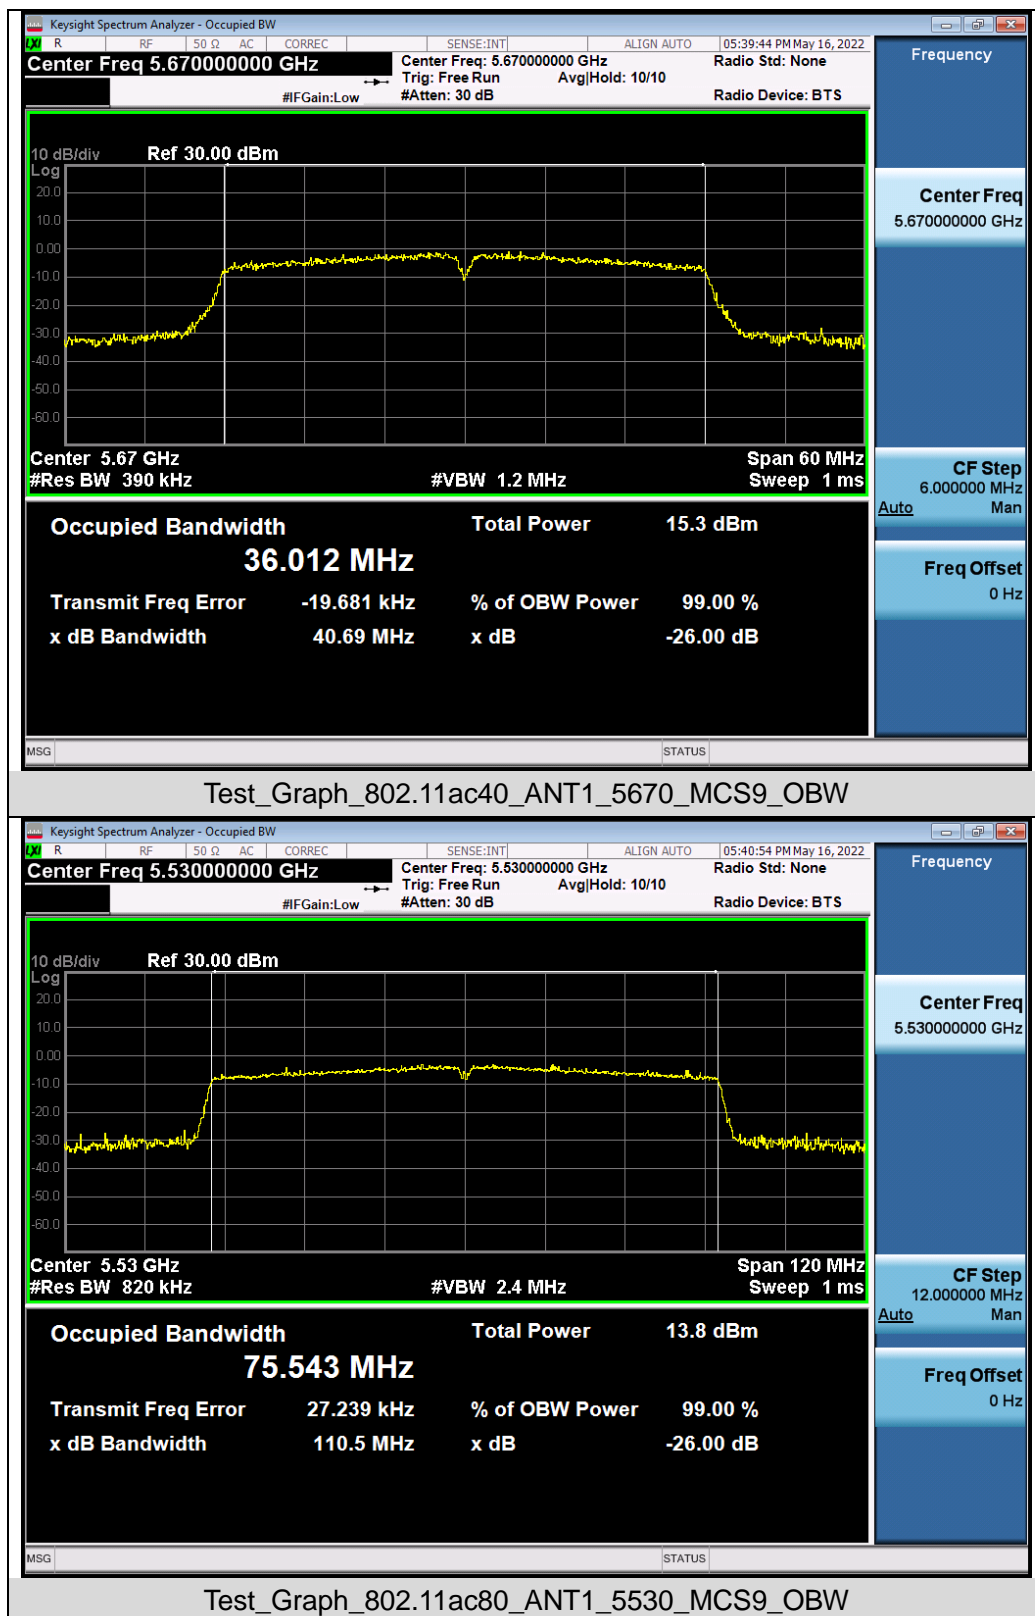 Keysight Spectrum Analyzer - Occupied BW
LXI R RF 50 Ω AC CORREC SENSE:INT ALIGN AUTO 05:39:44 PM May 16, 2022
Center Freq 5.670000000 GHz
Center Freq: 5.670000000 GHz Radio Std: None
Trig: Free Run Avg|Hold: 10/10
#IFGain:Low #Atten: 30 dB Radio Device: BTS
Frequency
10 dB/div Ref 30.00 dBm
Log
20.0
10.0
0.00
-10.0
-20.0
-30.0
-40.0
-50.0
-60.0
Center Freq
5.670000000 GHz
Center 5.67 GHz Span 60 MHz
#Res BW 390 kHz #VBW 1.2 MHz Sweep 1 ms
CF Step
6.000000 MHz
Auto Man
Occupied Bandwidth Total Power 15.3 dBm
36.012 MHz
Transmit Freq Error -19.681 kHz % of OBW Power 99.00 %
x dB Bandwidth 40.69 MHz x dB -26.00 dB
Freq Offset
0 Hz
MSG STATUS
Test_Graph_802.11ac40_ANT1_5670_MCS9_OBW
Keysight Spectrum Analyzer - Occupied BW
LXI R RF 50 Ω AC CORREC SENSE:INT ALIGN AUTO 05:40:54 PM May 16, 2022
Center Freq 5.530000000 GHz
Center Freq: 5.530000000 GHz Radio Std: None
Trig: Free Run Avg|Hold: 10/10
#IFGain:Low #Atten: 30 dB Radio Device: BTS
Frequency
10 dB/div Ref 30.00 dBm
Log
20.0
10.0
0.00
-10.0
-20.0
-30.0
-40.0
-50.0
-60.0
Center Freq
5.530000000 GHz
Center 5.53 GHz Span 120 MHz
#Res BW 820 kHz #VBW 2.4 MHz Sweep 1 ms
CF Step
12.000000 MHz
Auto Man
Occupied Bandwidth Total Power 13.8 dBm
75.543 MHz
Transmit Freq Error 27.239 kHz % of OBW Power 99.00 %
x dB Bandwidth 110.5 MHz x dB -26.00 dB
Freq Offset
0 Hz
MSG STATUS
Test_Graph_802.11ac80_ANT1_5530_MCS9_OBW